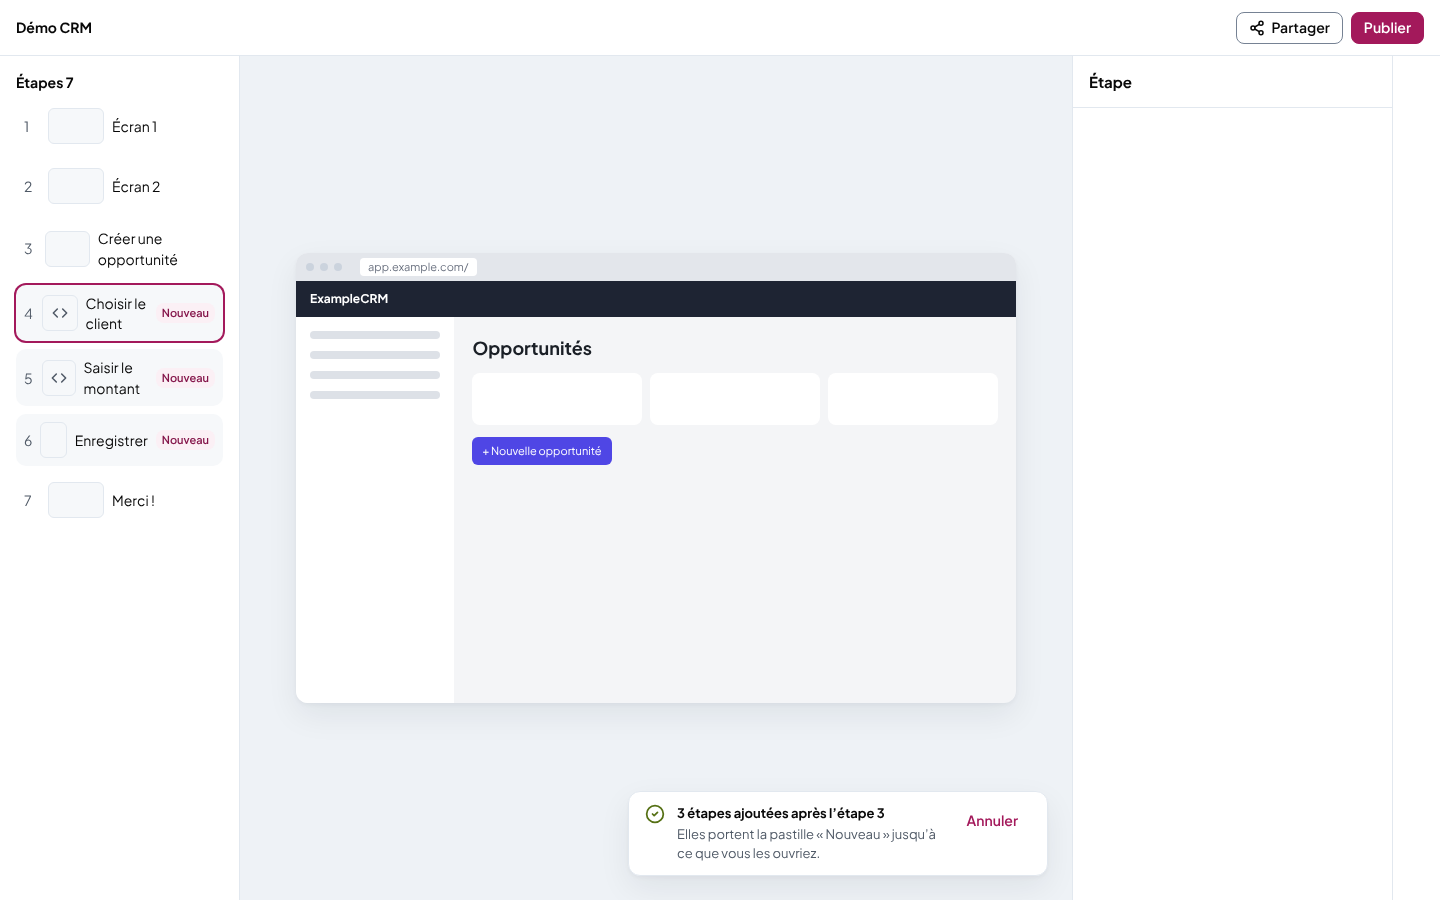 Démo CRM
Partager
Publier
Étapes 7
1
Écran 1
2
Écran 2
3
Créer une
opportunité
4
Choisir le
client
Nouveau
5
Saisir le
montant
Nouveau
6
Enregistrer
Nouveau
7
Merci !
app.example.com/
ExampleCRM
Opportunités
+ Nouvelle opportunité
3 étapes ajoutées après l’étape 3
Elles portent la pastille « Nouveau » jusqu’à
ce que vous les ouvriez.
Annuler
Étape